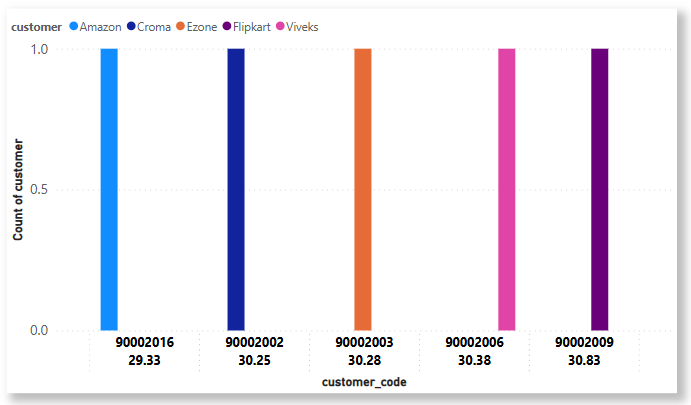 customer Amazon Croma Ezone Flipkart Viveks
1.0
0.5
0.0
Count of customer
90002016 90002002 90002003 90002006 90002009
29.33 30.25 30.28 30.38 30.83
customer_code